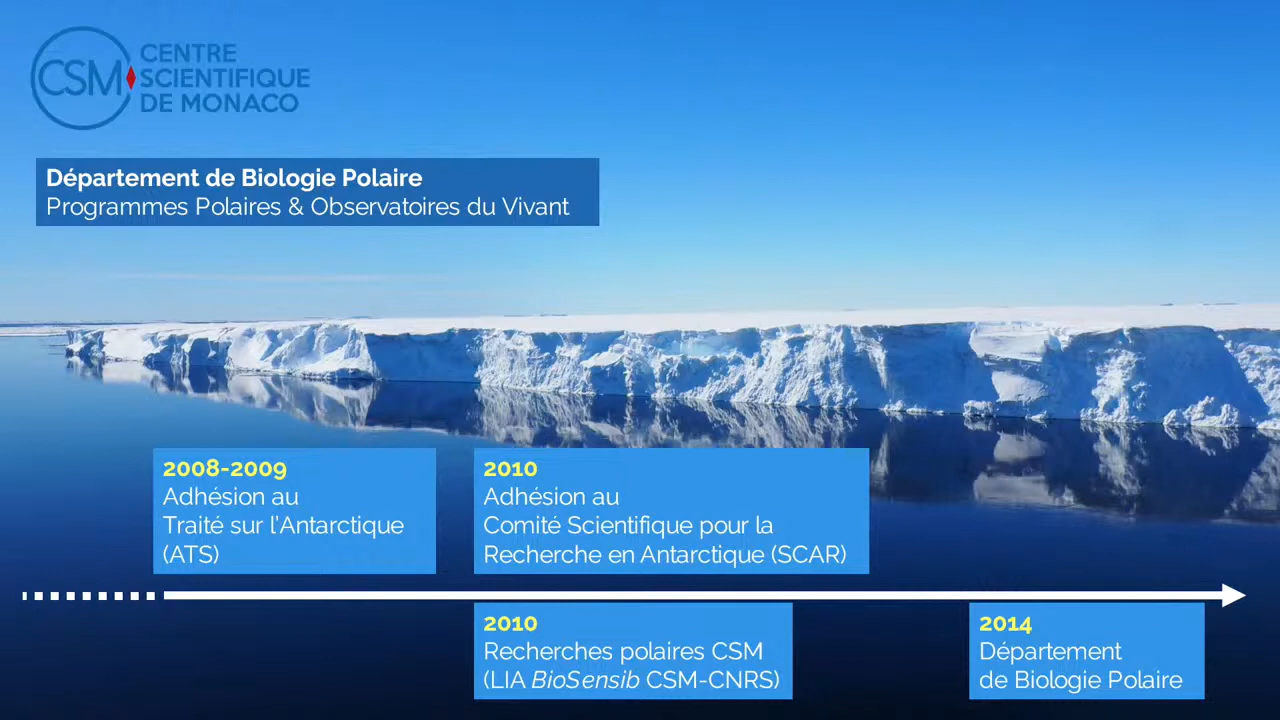 CSM
CENTRE
SCIENTIFIQUE
DE MONACO
Département de Biologie Polaire
Programmes Polaires & Observatoires du Vivant
2008-2009
Adhésion au
Traité sur l'Antarctique
(ATS)
2010
Adhésion au
Comité Scientifique pour la
Recherche en Antarctique (SCAR)
2010
Recherches polaires CSM
(LIA BioSensib CSM-CNRS)
2014
Département
de Biologie Polaire